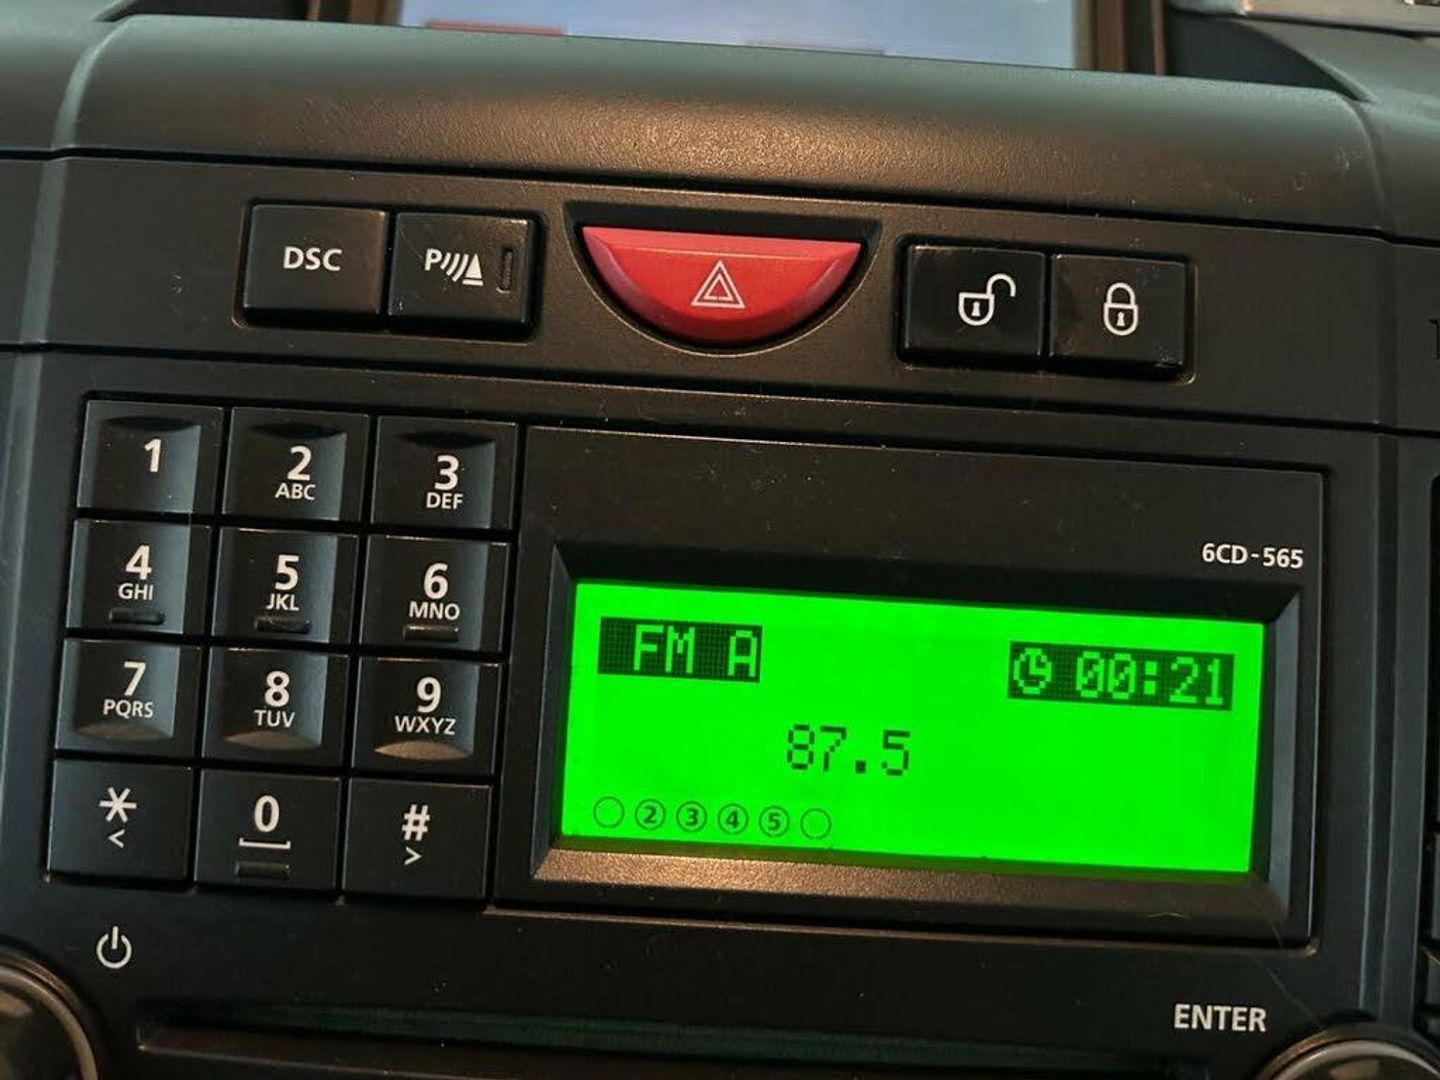 DSC P
1 2 3
ABC DEF
4 5 6
GHI JKL MNO
7 8 9
PQRS TUV WXYZ
* 0 #
< >
6CD-565
FM A 00:21
87.5
2 3 4 5
ENTER